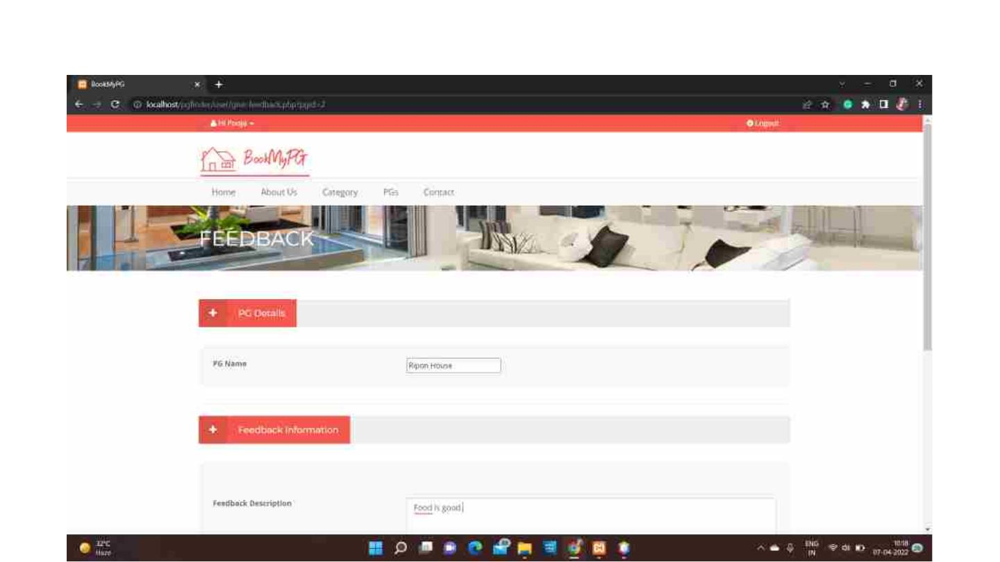 BookMyPG
localhost/pgfinder/user/give-feedback.php?pgid=2
Hi Pooja
Logout
BookMyPG
Home About Us Category PGs Contact
FEEDBACK
PG Details
PG Name
Ripon House
Feedback Information
Feedback Description
Food is good
32°C
Haze
ENG
IN
10:18
07-04-2022